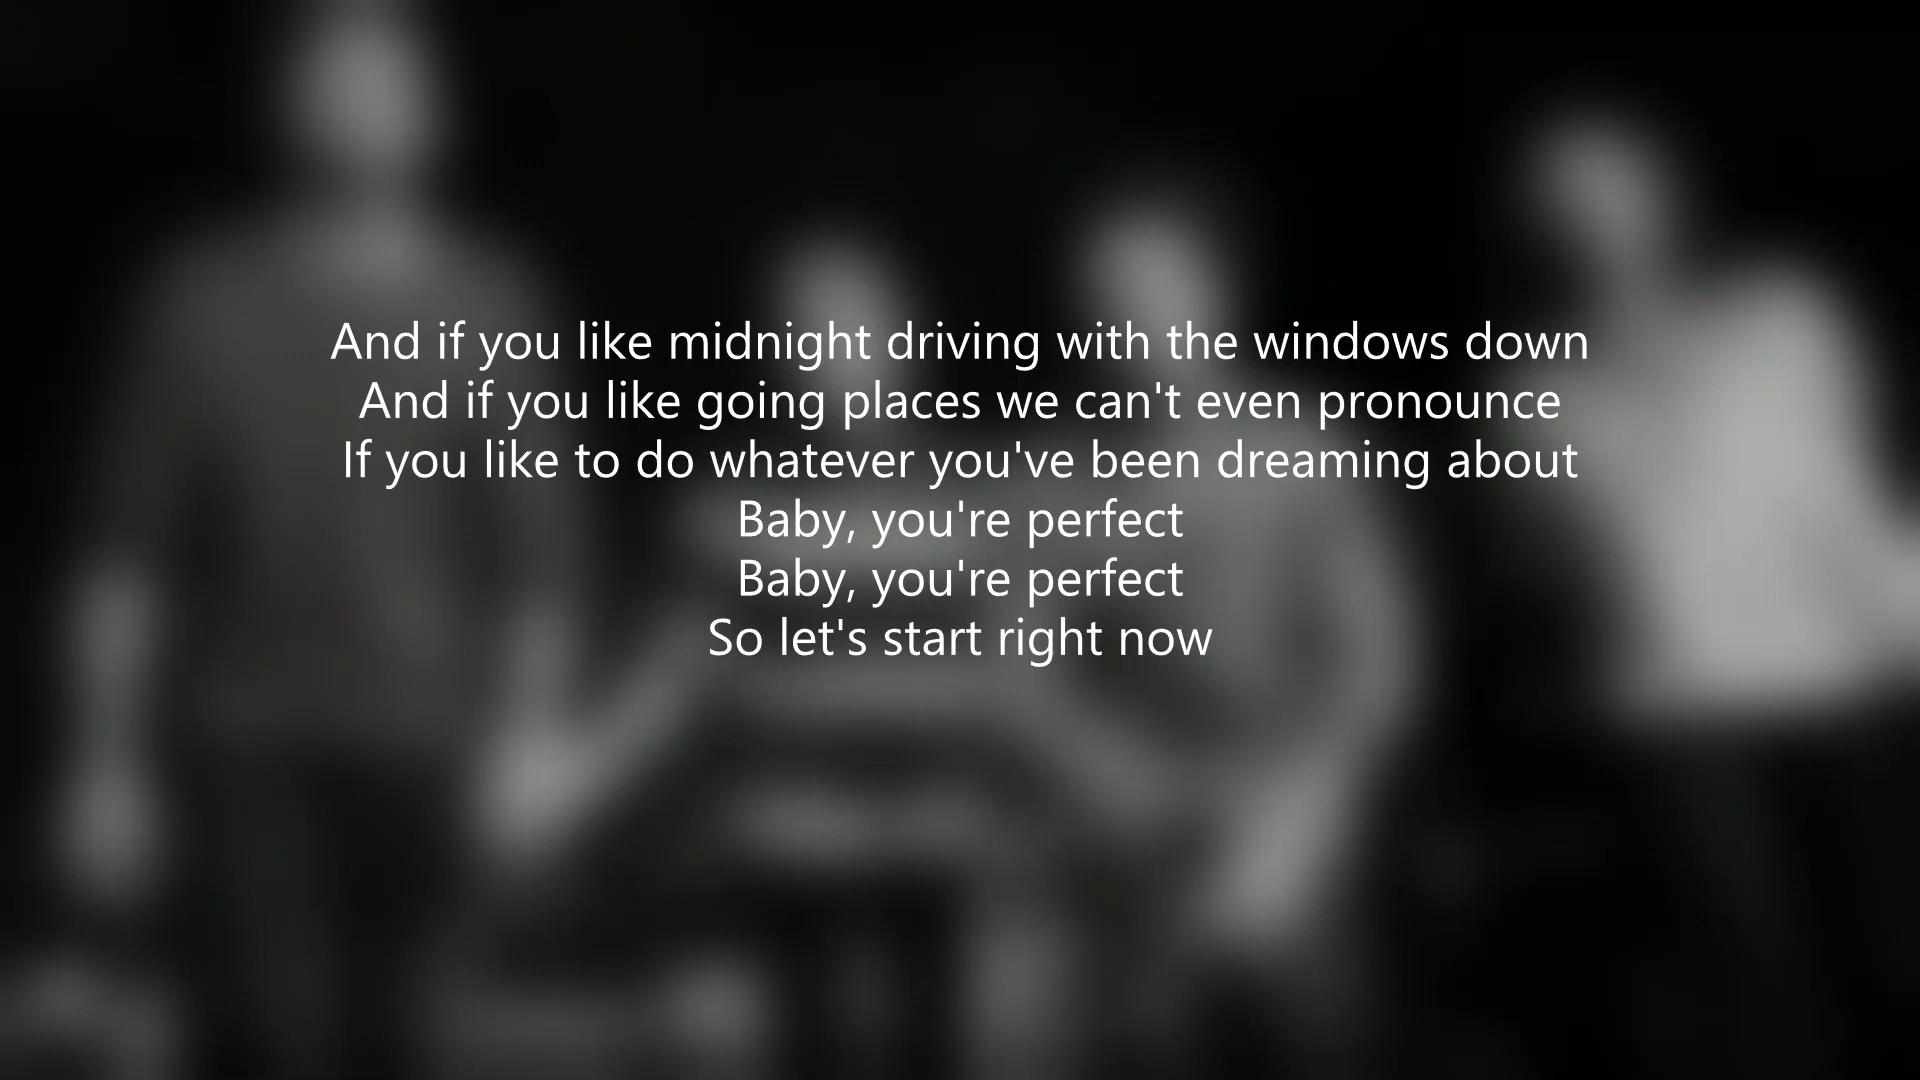 And if you like midnight driving with the windows down
And if you like going places we can't even pronounce
If you like to do whatever you've been dreaming about
Baby, you're perfect
Baby, you're perfect
So let's start right now